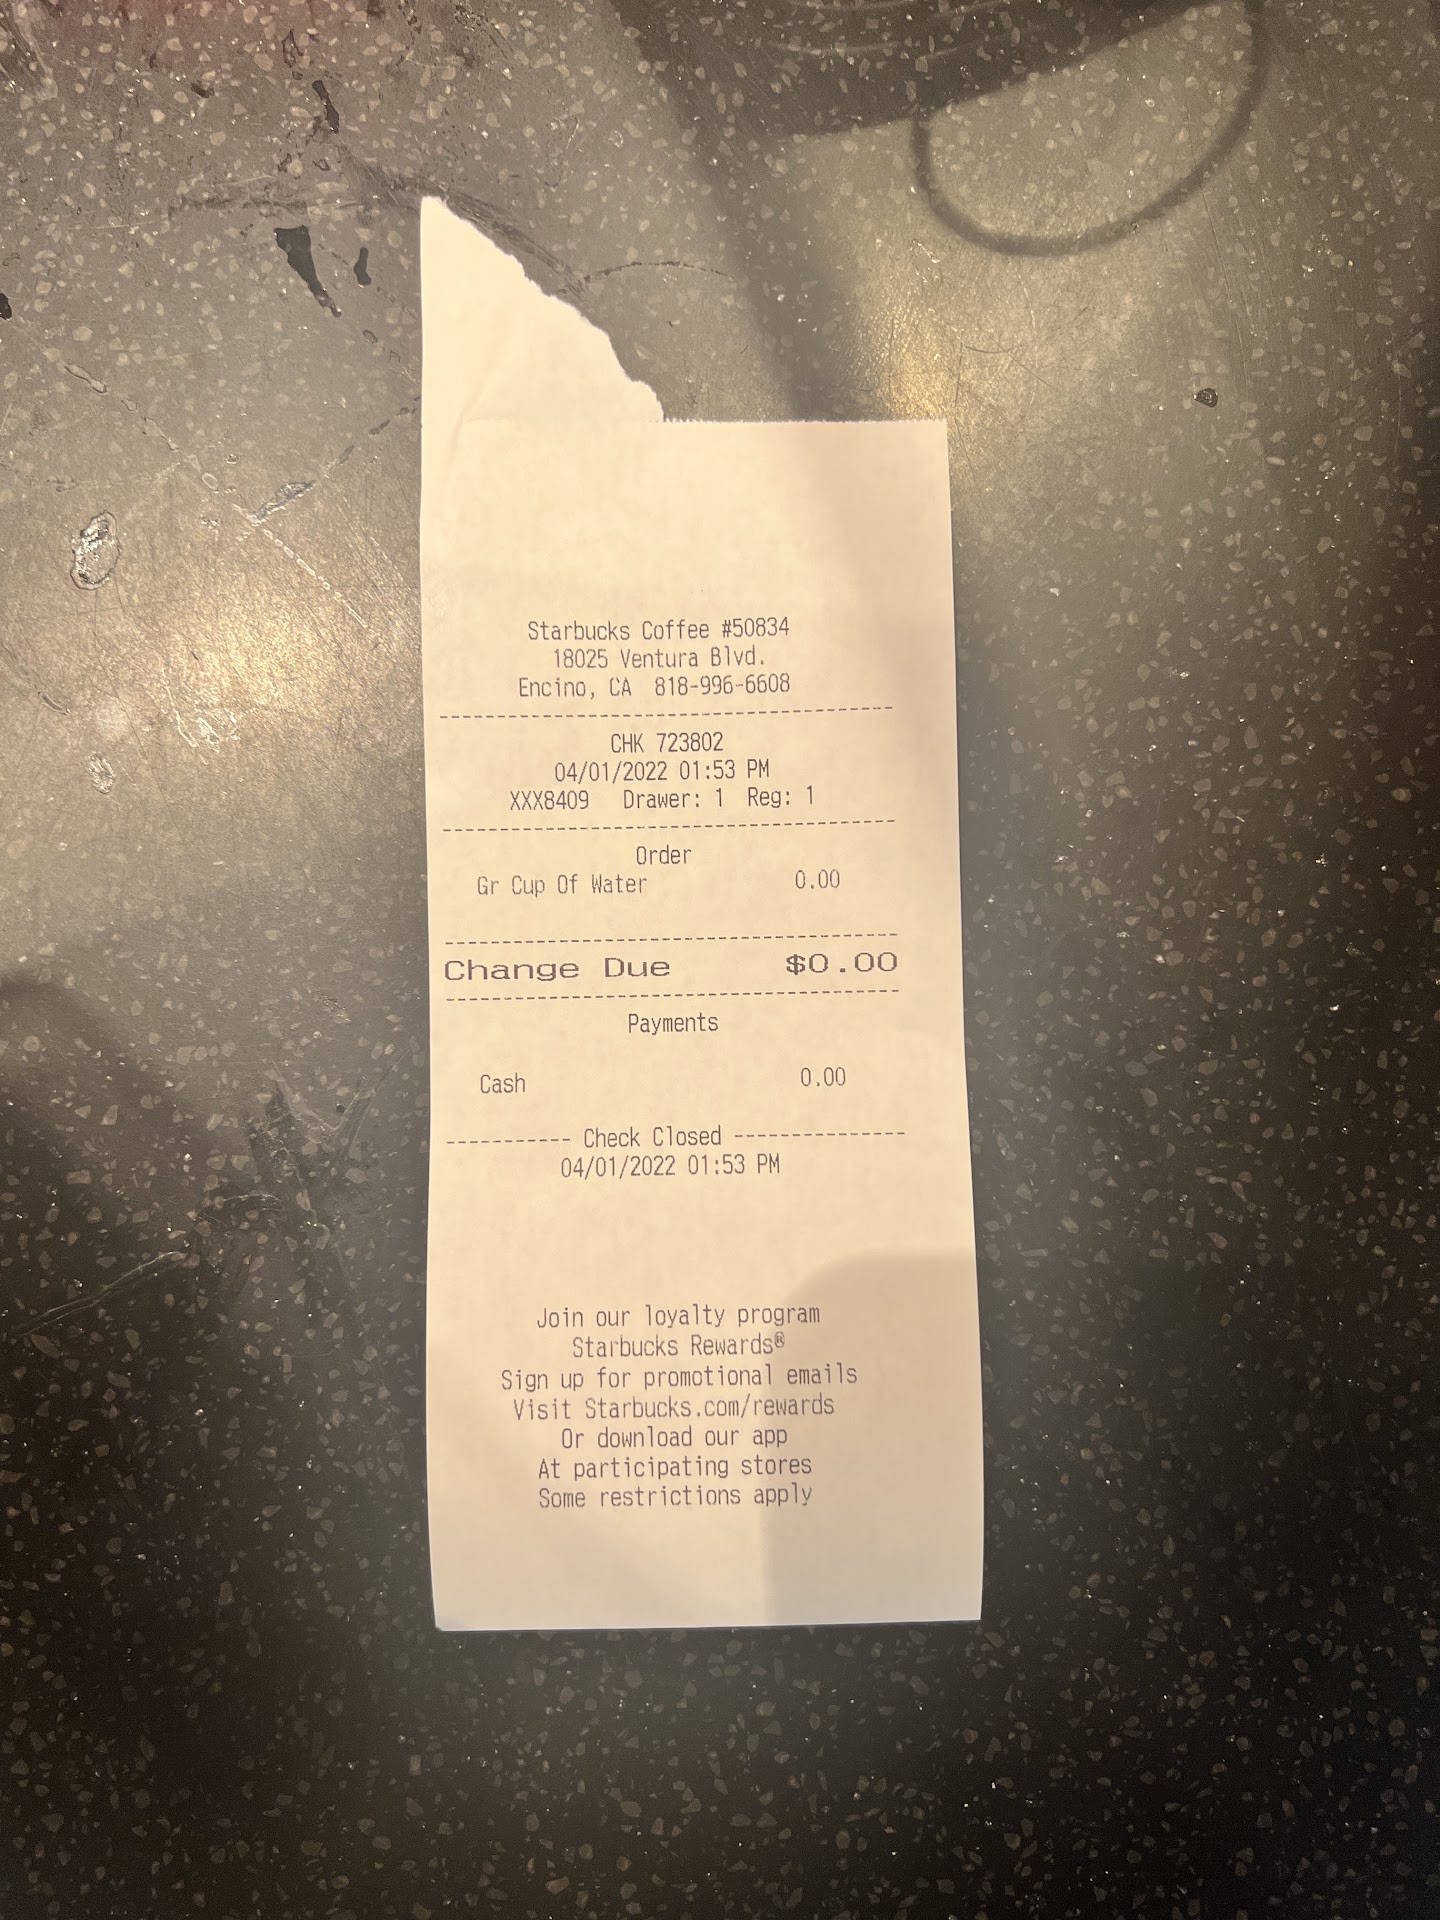 Starbucks Coffee #50834
18025 Ventura Blvd.
Encino, CA 818-996-6608
----------------------------------------
CHK 723802
04/01/2022 01:53 PM
XXX8409 Drawer: 1 Reg: 1
----------------------------------------
Order
Gr Cup Of Water 0.00
----------------------------------------
Change Due $0.00
----------------------------------------
Payments
Cash 0.00
----------- Check Closed ---------------
04/01/2022 01:53 PM
Join our loyalty program
Starbucks Rewards®
Sign up for promotional emails
Visit Starbucks.com/rewards
Or download our app
At participating stores
Some restrictions apply